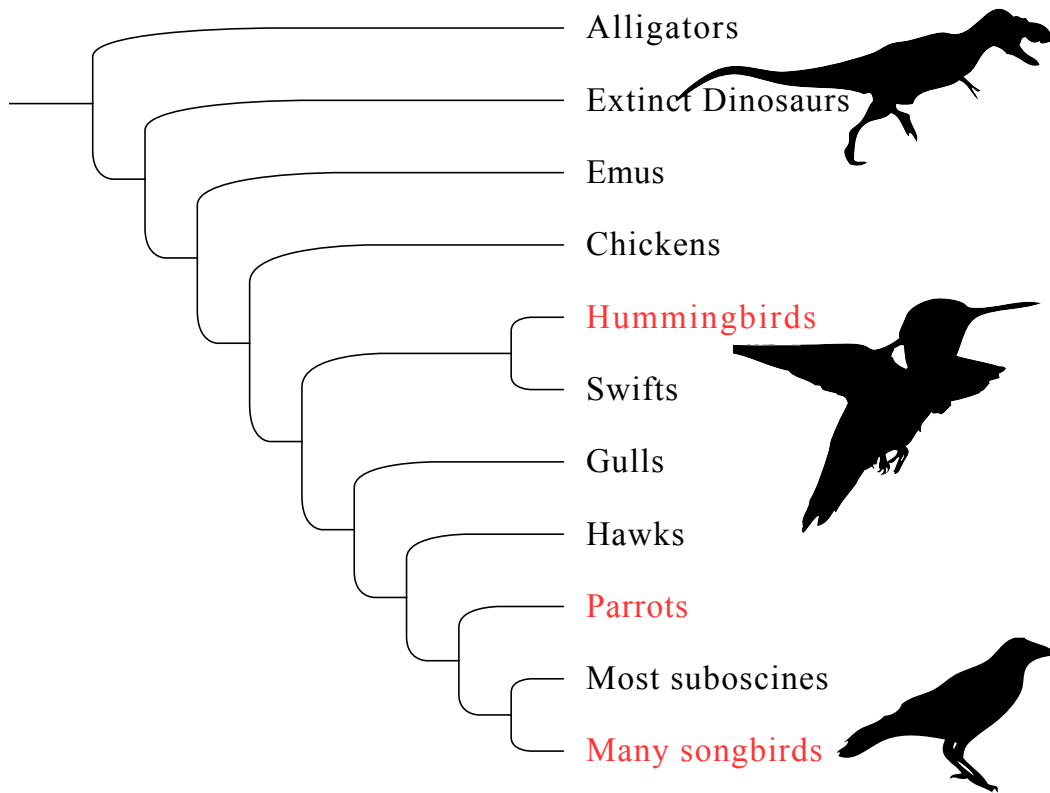 Alligators
Extinct Dinosaurs
Emus
Chickens
Hummingbirds
Swifts
Gulls
Hawks
Parrots
Most suboscines
Many songbirds